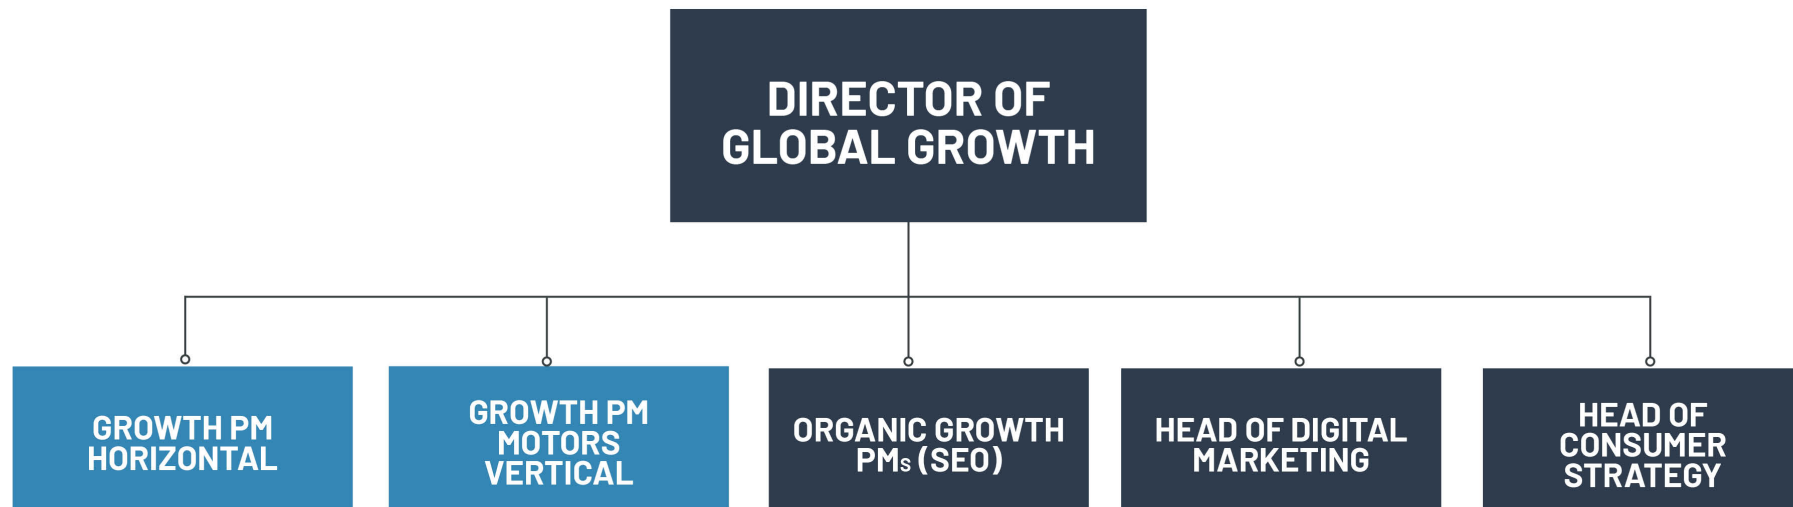 DIRECTOR OF
GLOBAL GROWTH
GROWTH PM
HORIZONTAL
GROWTH PM
MOTORS
VERTICAL
ORGANIC GROWTH
PMs (SEO)
HEAD OF DIGITAL
MARKETING
HEAD OF
CONSUMER
STRATEGY